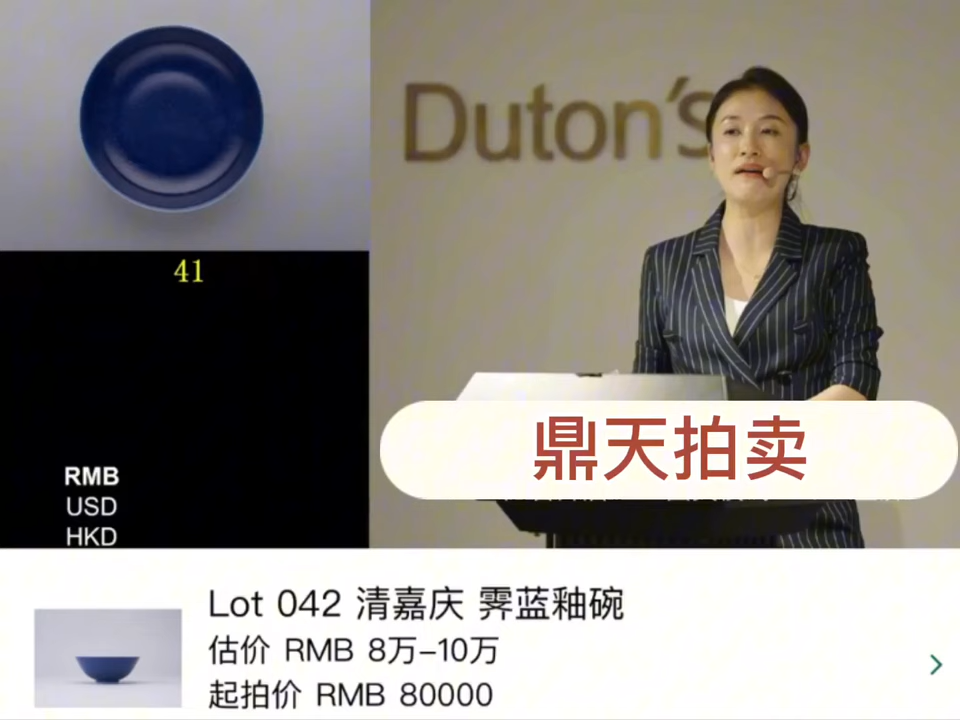 Duton's
41
RMB
USD
HKD
鼎天拍卖
Lot 042 清嘉庆 霁蓝釉碗
估价 RMB 8万-10万
起拍价 RMB 80000